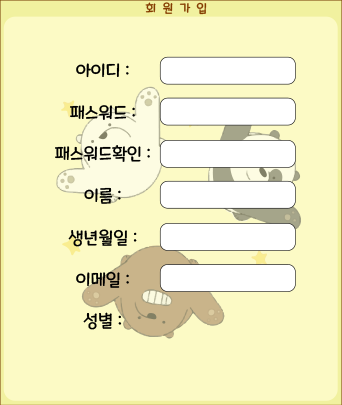 회 원 가 입
아이디 :
패스워드 :
패스워드확인 :
이름 :
생년월일 :
이메일 :
성별 :